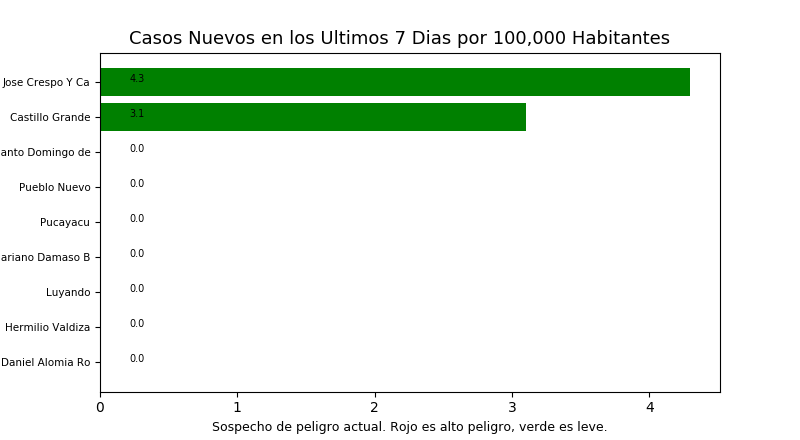 Casos Nuevos en los Ultimos 7 Dias por 100,000 Habitantes
Jose Crespo Y Ca 4.3
Castillo Grande 3.1
anto Domingo de 0.0
Pueblo Nuevo 0.0
Pucayacu 0.0
ariano Damaso B 0.0
Luyando 0.0
Hermilio Valdiza 0.0
Daniel Alomia Ro 0.0
0 1 2 3 4
Sospecho de peligro actual. Rojo es alto peligro, verde es leve.